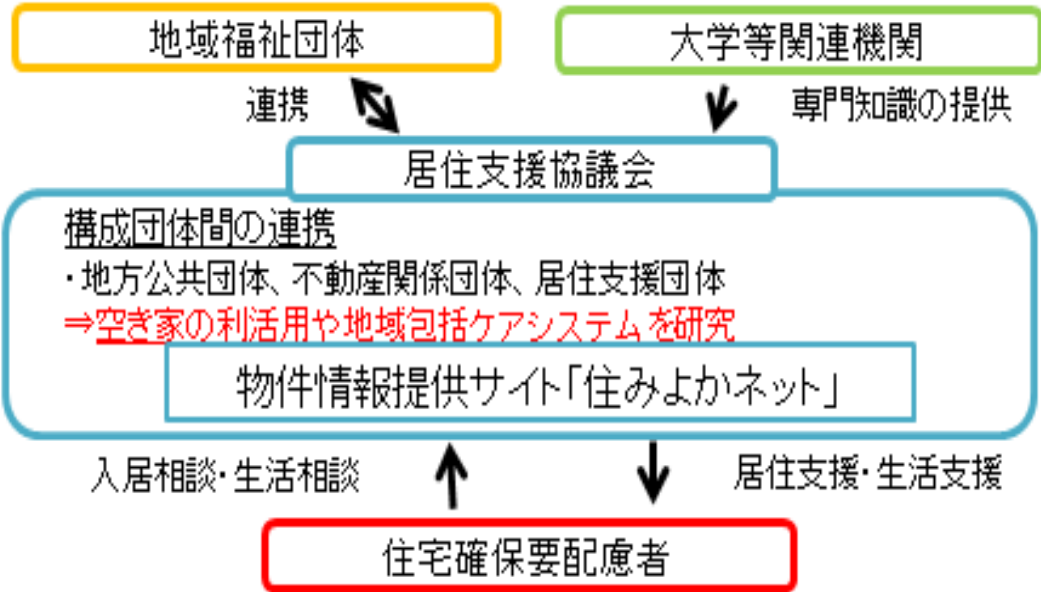 地域福祉団体
大学等関連機関
連携
専門知識の提供
居住支援協議会
構成団体間の連携
・地方公共団体、不動産関係団体、居住支援団体
⇒空き家の利活用や地域包括ケアシステムを研究
物件情報提供サイト「住みよかネット」
入居相談・生活相談
居住支援・生活支援
住宅確保要配慮者